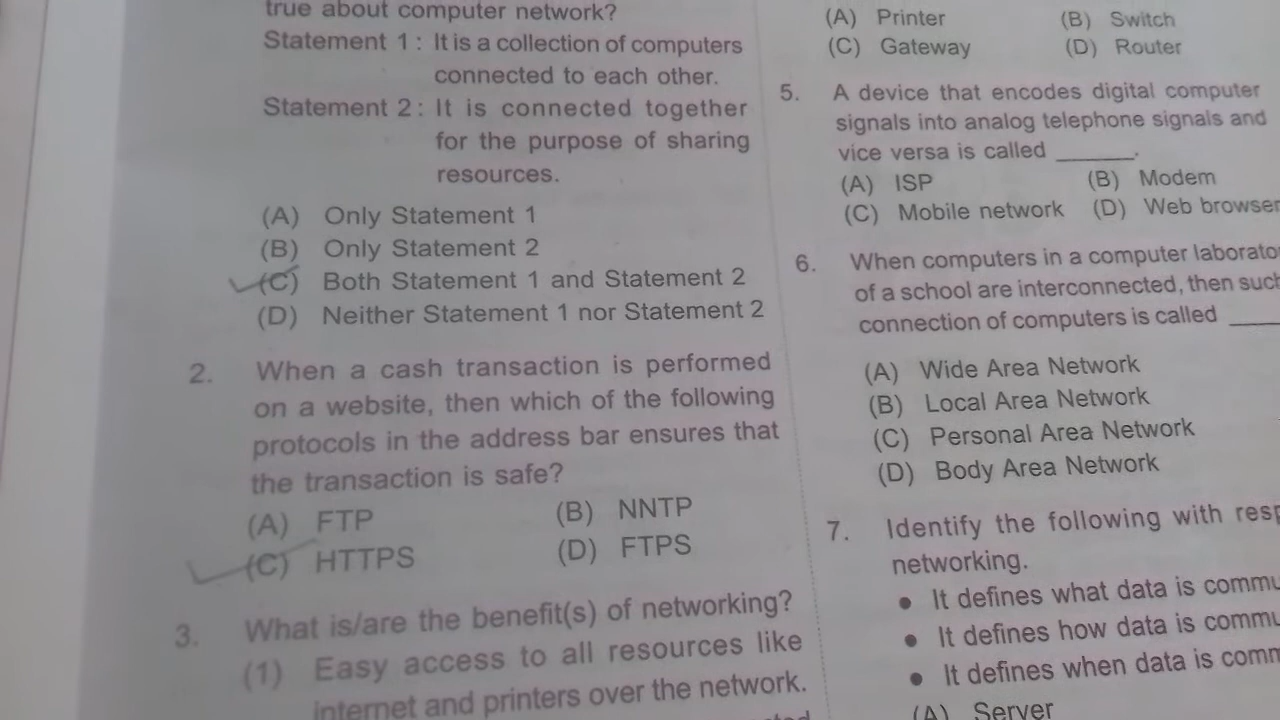 true about computer network?
Statement 1 : It is a collection of computers
connected to each other.
Statement 2 : It is connected together
for the purpose of sharing
resources.
(A) Only Statement 1
(B) Only Statement 2
(C) Both Statement 1 and Statement 2
(D) Neither Statement 1 nor Statement 2
2. When a cash transaction is performed
on a website, then which of the following
protocols in the address bar ensures that
the transaction is safe?
(A) FTP (B) NNTP
(C) HTTPS (D) FTPS
3. What is/are the benefit(s) of networking?
(1) Easy access to all resources like
internet and printers over the network.
(A) Printer (B) Switch
(C) Gateway (D) Router
5. A device that encodes digital computer
signals into analog telephone signals and
vice versa is called ______.
(A) ISP (B) Modem
(C) Mobile network (D) Web browser
6. When computers in a computer
of a school are interconnected, then
connection of computers is called ____
(A) Wide Area Network
(B) Local Area Network
(C) Personal Area Network
(D) Body Area Network
7. Identify the following with
networking.
• It defines what data is
• It defines how data is
• It defines when data is
(A) Server